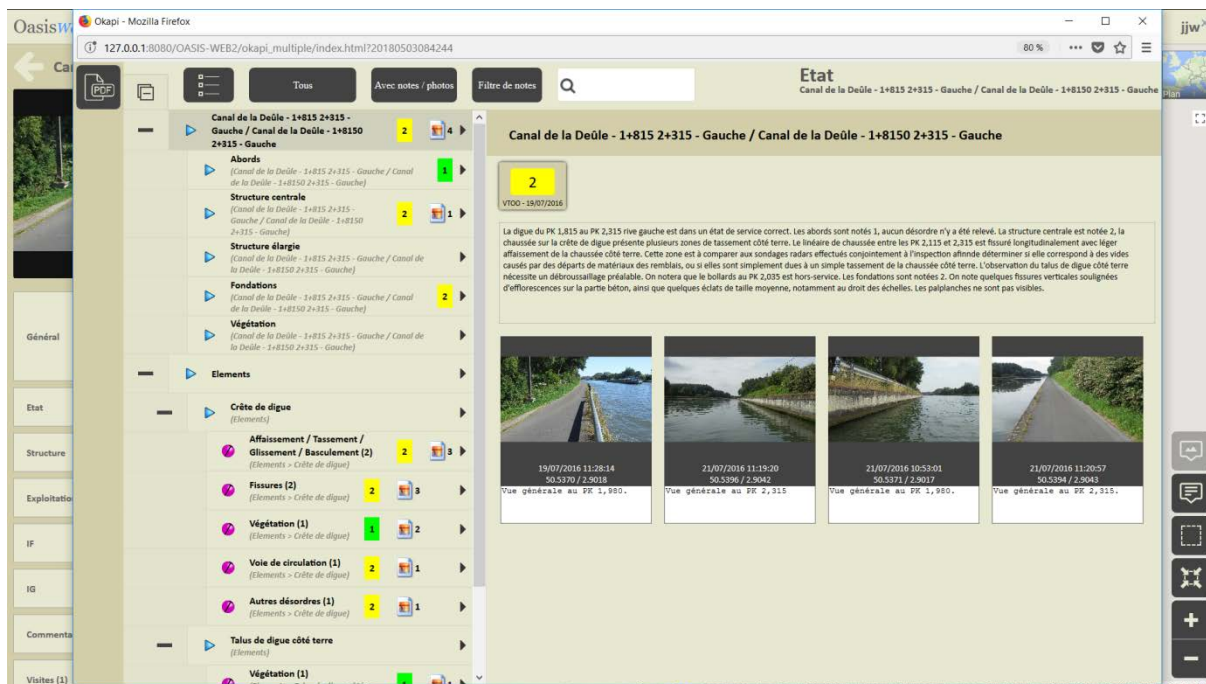 Oasisw
Okapi - Mozilla Firefox
jjw
127.0.0.1:8080/OASIS-WEB2/okapi_multiple/index.html?20180503084244
80 %
PDF
Tous
Avec notes / photos
Filtre de notes
Etat
Canal de la Deûle - 1+815 2+315 - Gauche / Canal de la Deûle - 1+8150 2+315 - Gauche
Plan
Canal de la Deûle - 1+815 2+315 -
Gauche / Canal de la Deûle - 1+8150
2+315 - Gauche
2
4
Abords
(Canal de la Deûle - 1+815 2+315 - Gauche / Canal
de la Deûle - 1+8150 2+315 - Gauche)
1
Structure centrale
(Canal de la Deûle - 1+815 2+315 -
Gauche / Canal de la Deûle - 1+8150
2+315 - Gauche)
2
1
Structure élargie
(Canal de la Deûle - 1+815 2+315 - Gauche / Canal de
la Deûle - 1+8150 2+315 - Gauche)
Fondations
(Canal de la Deûle - 1+815 2+315 - Gauche / Canal
de la Deûle - 1+8150 2+315 - Gauche)
2
Végétation
(Canal de la Deûle - 1+815 2+315 - Gauche / Canal de
la Deûle - 1+8150 2+315 - Gauche)
Elements
Crête de digue
(Elements)
Affaissement / Tassement /
Glissement / Basculement (2)
(Elements > Crête de digue)
2
3
Fissures (2)
(Elements > Crête de digue)
2
3
Végétation (1)
(Elements > Crête de digue)
1
2
Voie de circulation (1)
(Elements > Crête de digue)
2
1
Autres désordres (1)
(Elements > Crête de digue)
2
1
Talus de digue côté terre
(Elements)
Végétation (1)
Canal de la Deûle - 1+815 2+315 - Gauche / Canal de la Deûle - 1+8150 2+315 - Gauche
2
VTOO - 19/07/2016
La digue du PK 1,815 au PK 2,315 rive gauche est dans un état de service correct. Les abords sont notés 1, aucun désordre n'y a été relevé. La structure centrale est notée 2, la
chaussée sur la crête de digue présente plusieurs zones de tassement côté terre. Le linéaire de chaussée entre les PK 2,115 et 2,315 est fissuré longitudinalement avec léger
affaissement de la chaussée côté terre. Cette zone est à comparer aux sondages radars effectués conjointement à l'inspection afinnde déterminer si elle correspond à des vides
causés par des départs de matériaux des remblais, ou si elles sont simplement dues à un simple tassement de la chaussée côté terre. L'observation du talus de digue côté terre
nécessite un débroussaillage préalable. On notera que le bollards au PK 2,035 est hors-service. Les fondations sont notées 2. On note quelques fissures verticales soulignées
d'efflorescences sur la partie béton, ainsi que quelques éclats de taille moyenne, notamment au droit des échelles. Les palplanches ne sont pas visibles.
19/07/2016 11:28:14
50.5370 / 2.9018
Vue générale au PK 1,980.
21/07/2016 11:19:20
50.5396 / 2.9042
Vue générale au PK 2,315
21/07/2016 10:53:01
50.5371 / 2.9017
Vue générale au PK 1,980.
21/07/2016 11:20:57
50.5394 / 2.9043
Vue générale au PK 2,315.
Général
Etat
Structure
Exploitatio
IF
IG
Commenta
Visites (1)